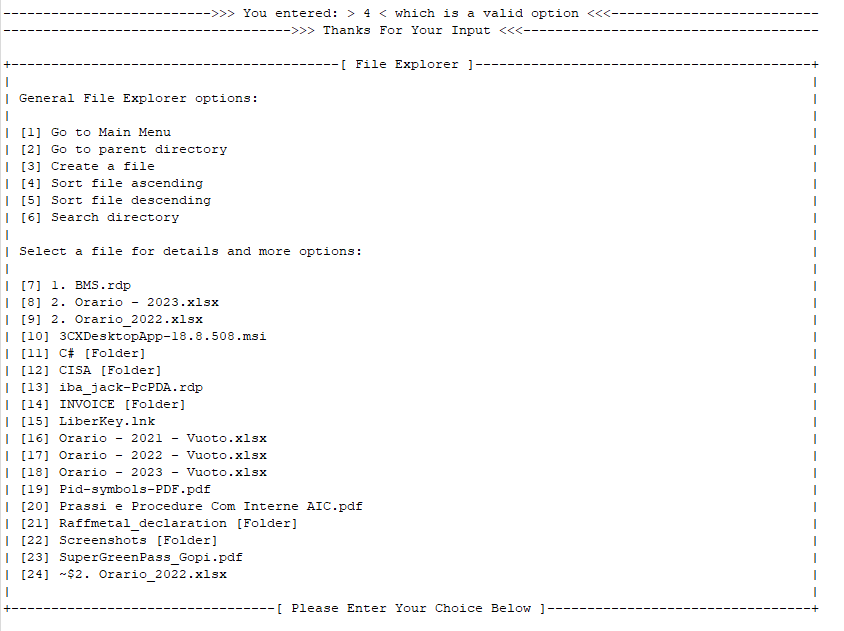 -------------------------->>> You entered: > 4 < which is a valid option <<<--------------------------
------------------------------------>>> Thanks For Your Input <<<-------------------------------------
+-----------------------------------------[ File Explorer ]------------------------------------------+
| General File Explorer options: |
| [1] Go to Main Menu |
| [2] Go to parent directory |
| [3] Create a file |
| [4] Sort file ascending |
| [5] Sort file descending |
| [6] Search directory |
| Select a file for details and more options: |
| [7] 1. BMS.rdp |
| [8] 2. Orario - 2023.xlsx |
| [9] 2. Orario_2022.xlsx |
| [10] 3CXDesktopApp-18.8.508.msi |
| [11] C# [Folder] |
| [12] CISA [Folder] |
| [13] iba_jack-PcPDA.rdp |
| [14] INVOICE [Folder] |
| [15] LiberKey.lnk |
| [16] Orario - 2021 - Vuoto.xlsx |
| [17] Orario - 2022 - Vuoto.xlsx |
| [18] Orario - 2023 - Vuoto.xlsx |
| [19] Pid-symbols-PDF.pdf |
| [20] Prassi e Procedure Com Interne AIC.pdf |
| [21] Raffmetal_declaration [Folder] |
| [22] Screenshots [Folder] |
| [23] SuperGreenPass_Gopi.pdf |
| [24] ~$2. Orario_2022.xlsx |
+---------------------------------[ Please Enter Your Choice Below ]---------------------------------+